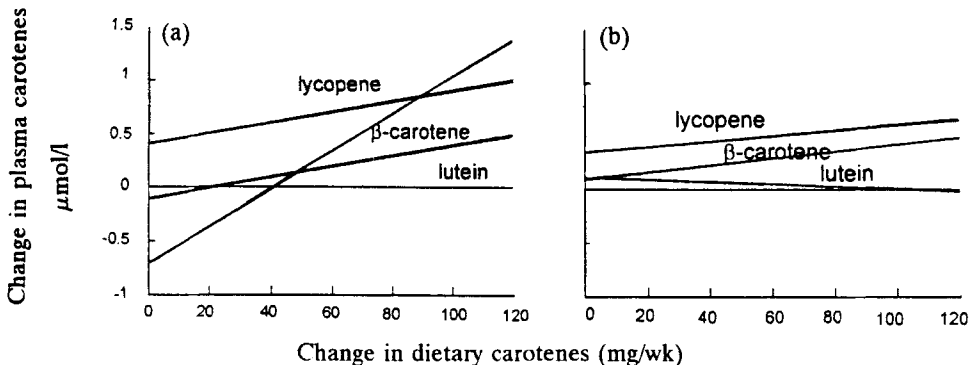 Change in plasma carotenes
μmol/l
(a)
1.5
1
0.5
0
-0.5
-1
lycopene
β-carotene
lutein
0 20 40 60 80 100 120
(b)
lycopene
β-carotene
lutein
0 20 40 60 80 100 120
Change in dietary carotenes (mg/wk)